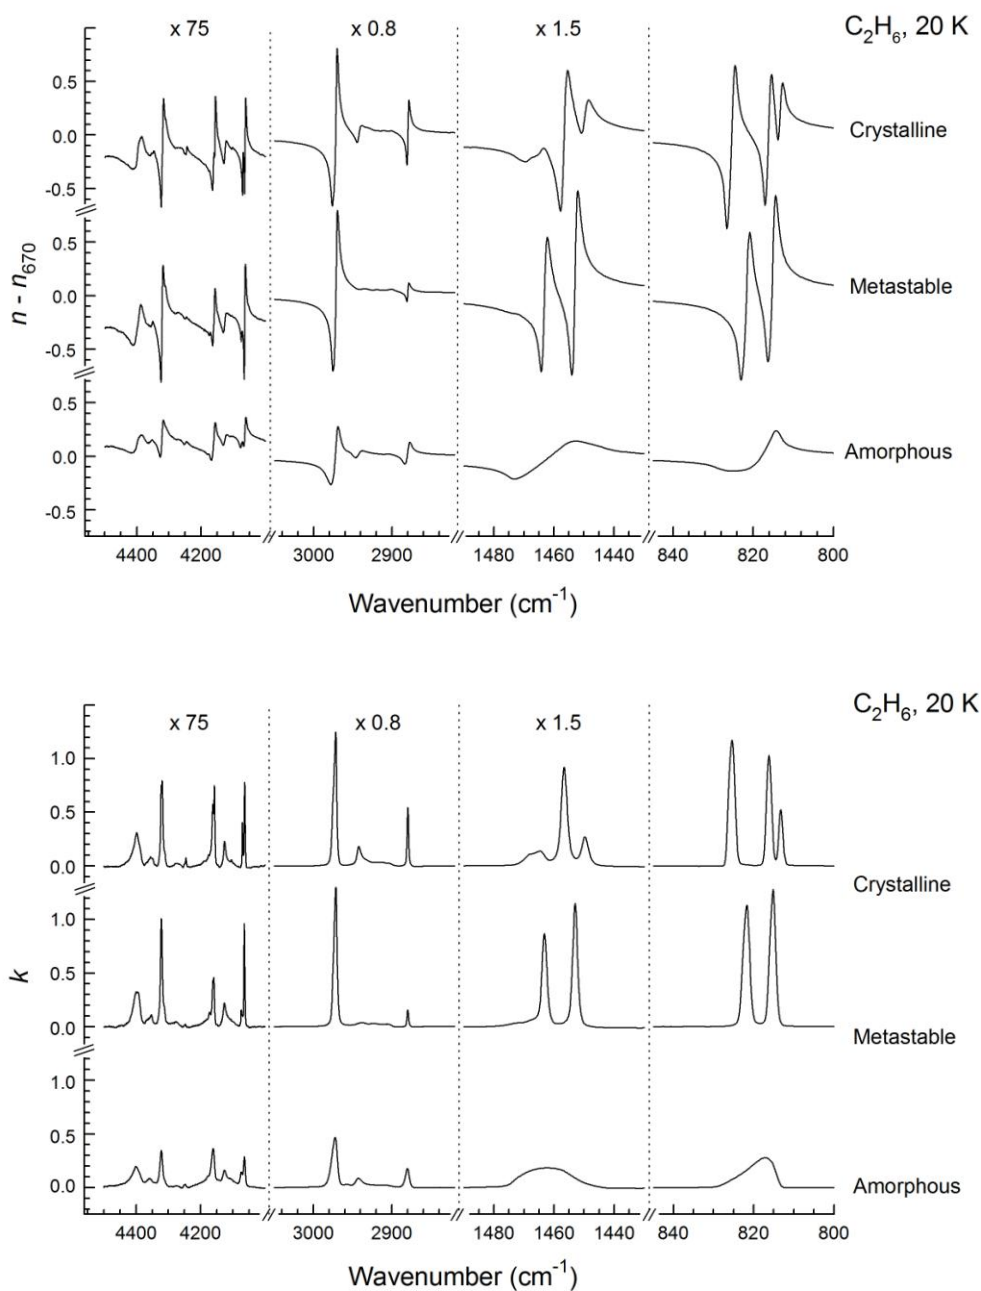 x 75 x 0.8 x 1.5 C₂H₆, 20 K
0.5
0.0 Crystalline
-0.5
0.5
0.0 Metastable
-0.5
0.5
0.0 Amorphous
-0.5
n - n₆₇₀
4400 4200 3000 2900 1480 1460 1440 840 820 800
Wavenumber (cm⁻¹)
C₂H₆, 20 K
x 75 x 0.8 x 1.5
1.0
0.5
0.0
Crystalline
1.0
0.5
0.0
Metastable
1.0
0.5
0.0 Amorphous
k
4400 4200 3000 2900 1480 1460 1440 840 820 800
Wavenumber (cm⁻¹)